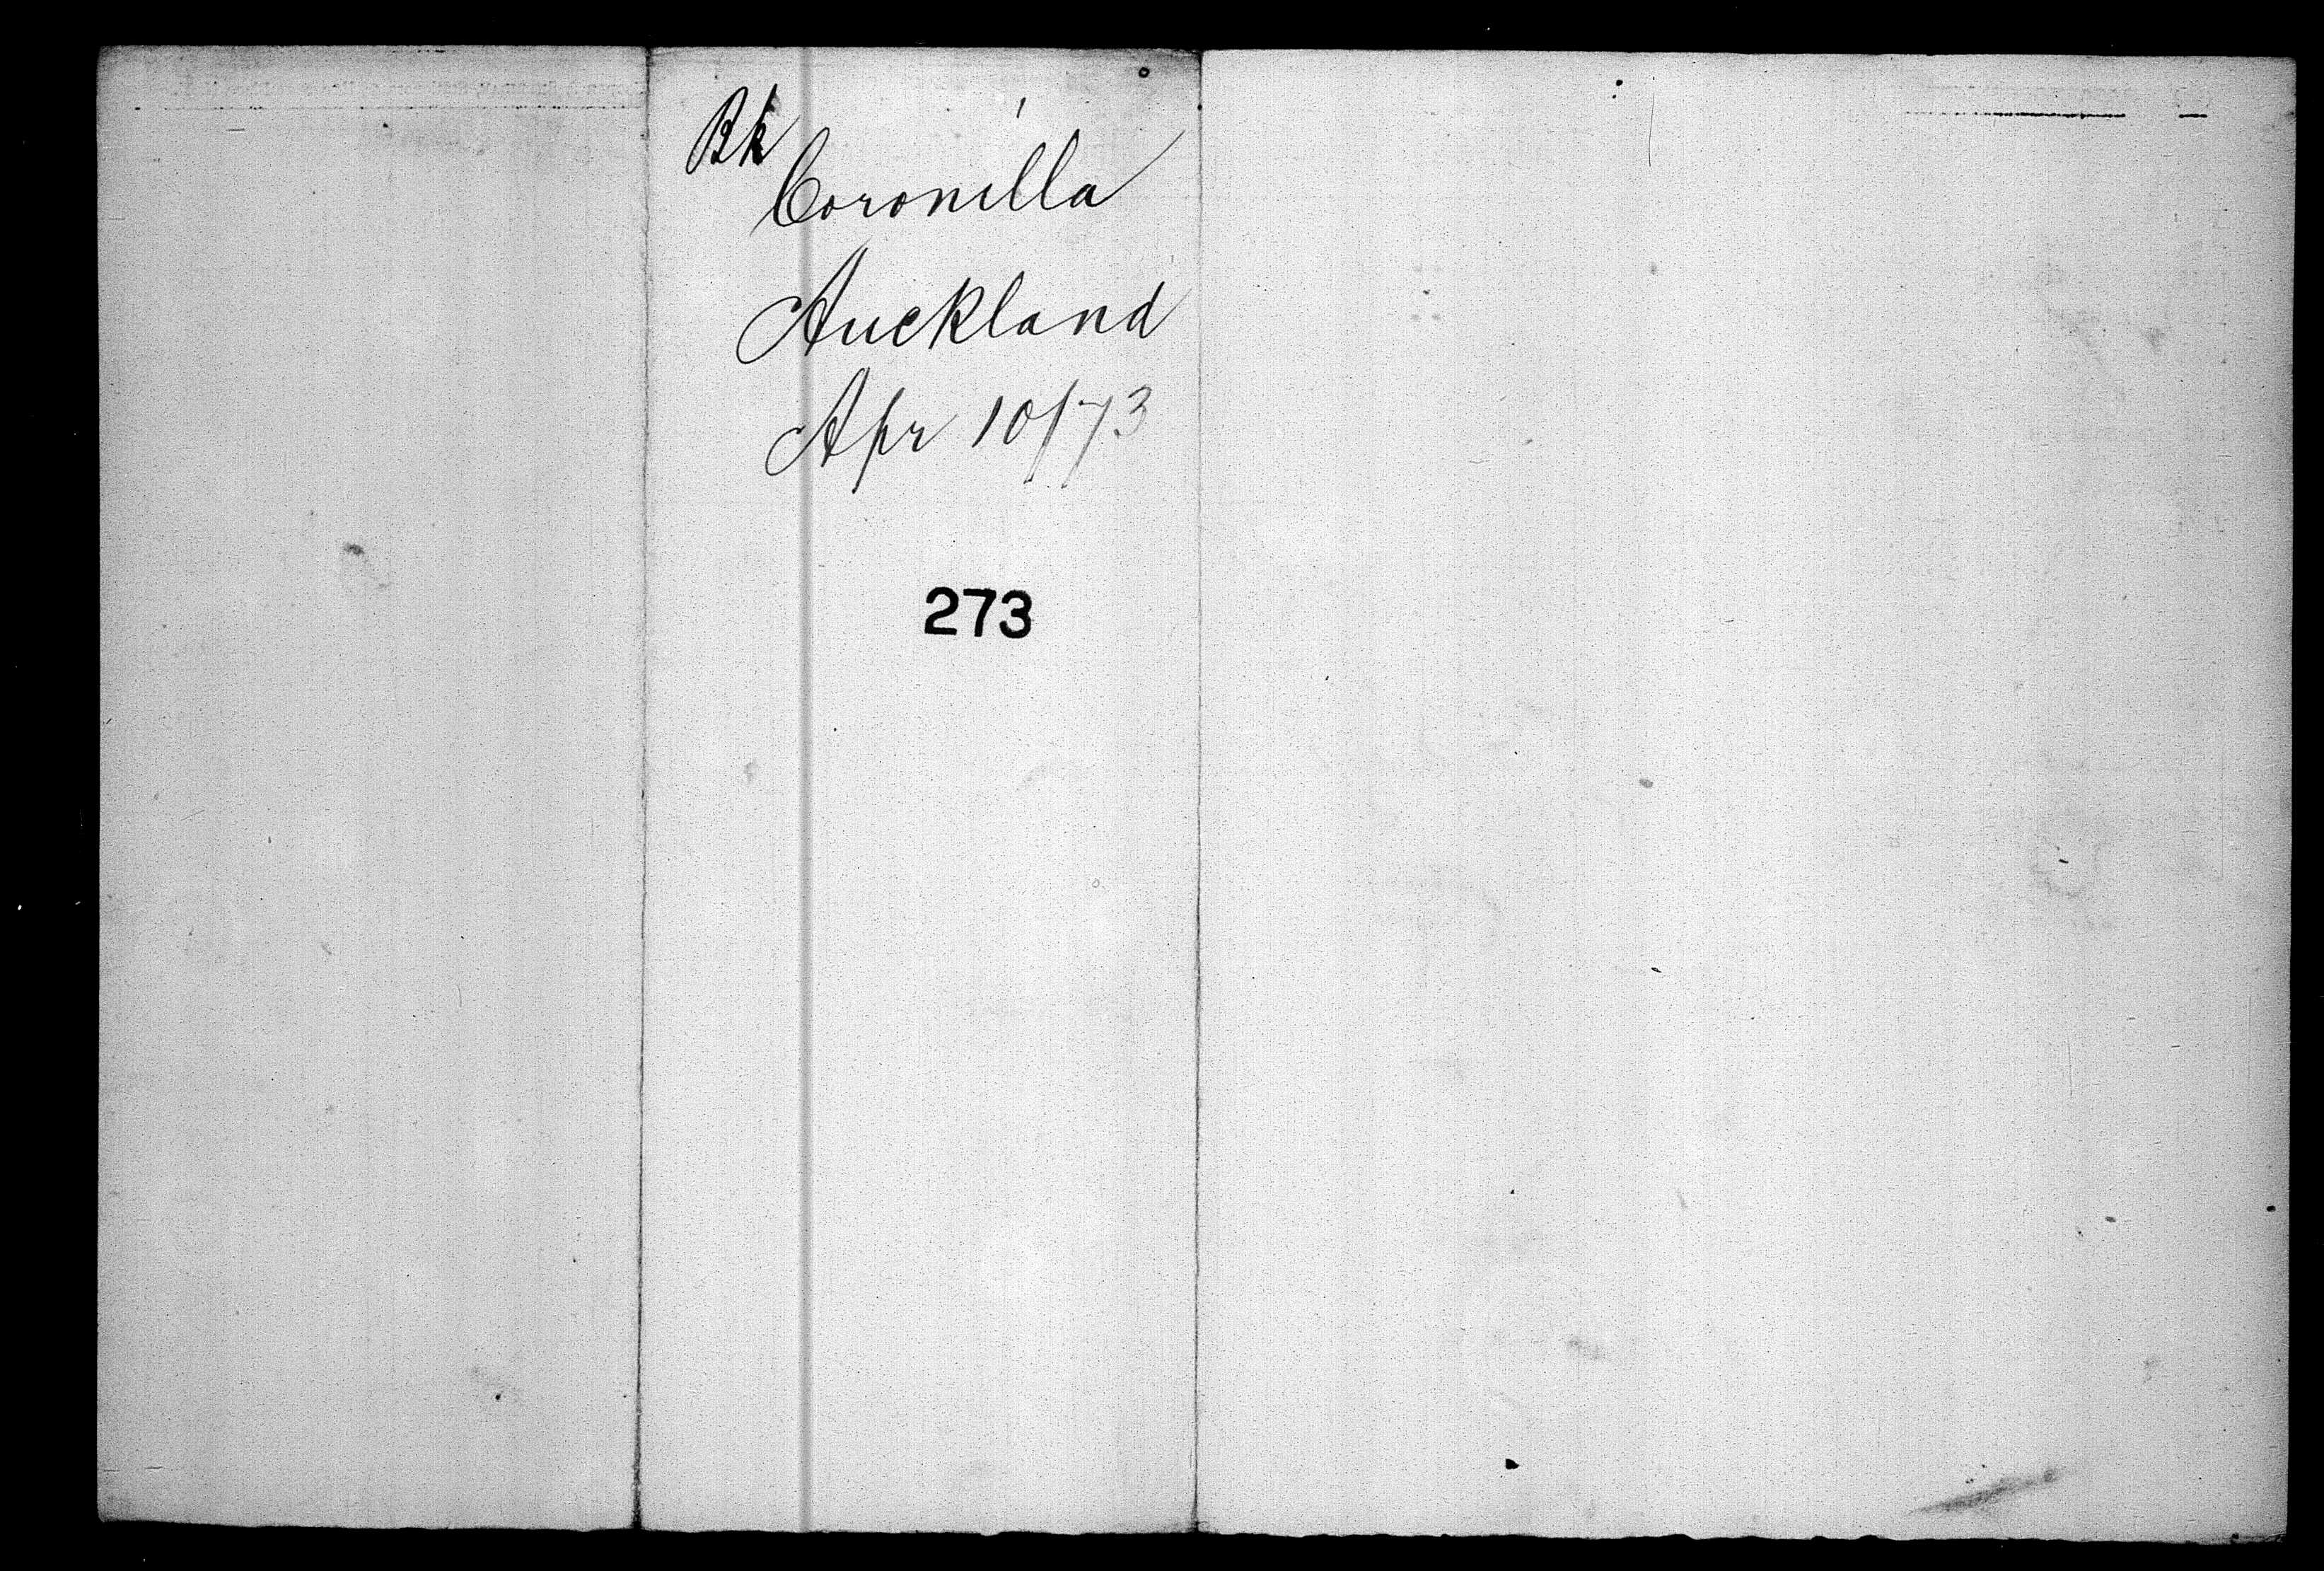 Bk
Coronilla
Auckland
Apr 10/73
273